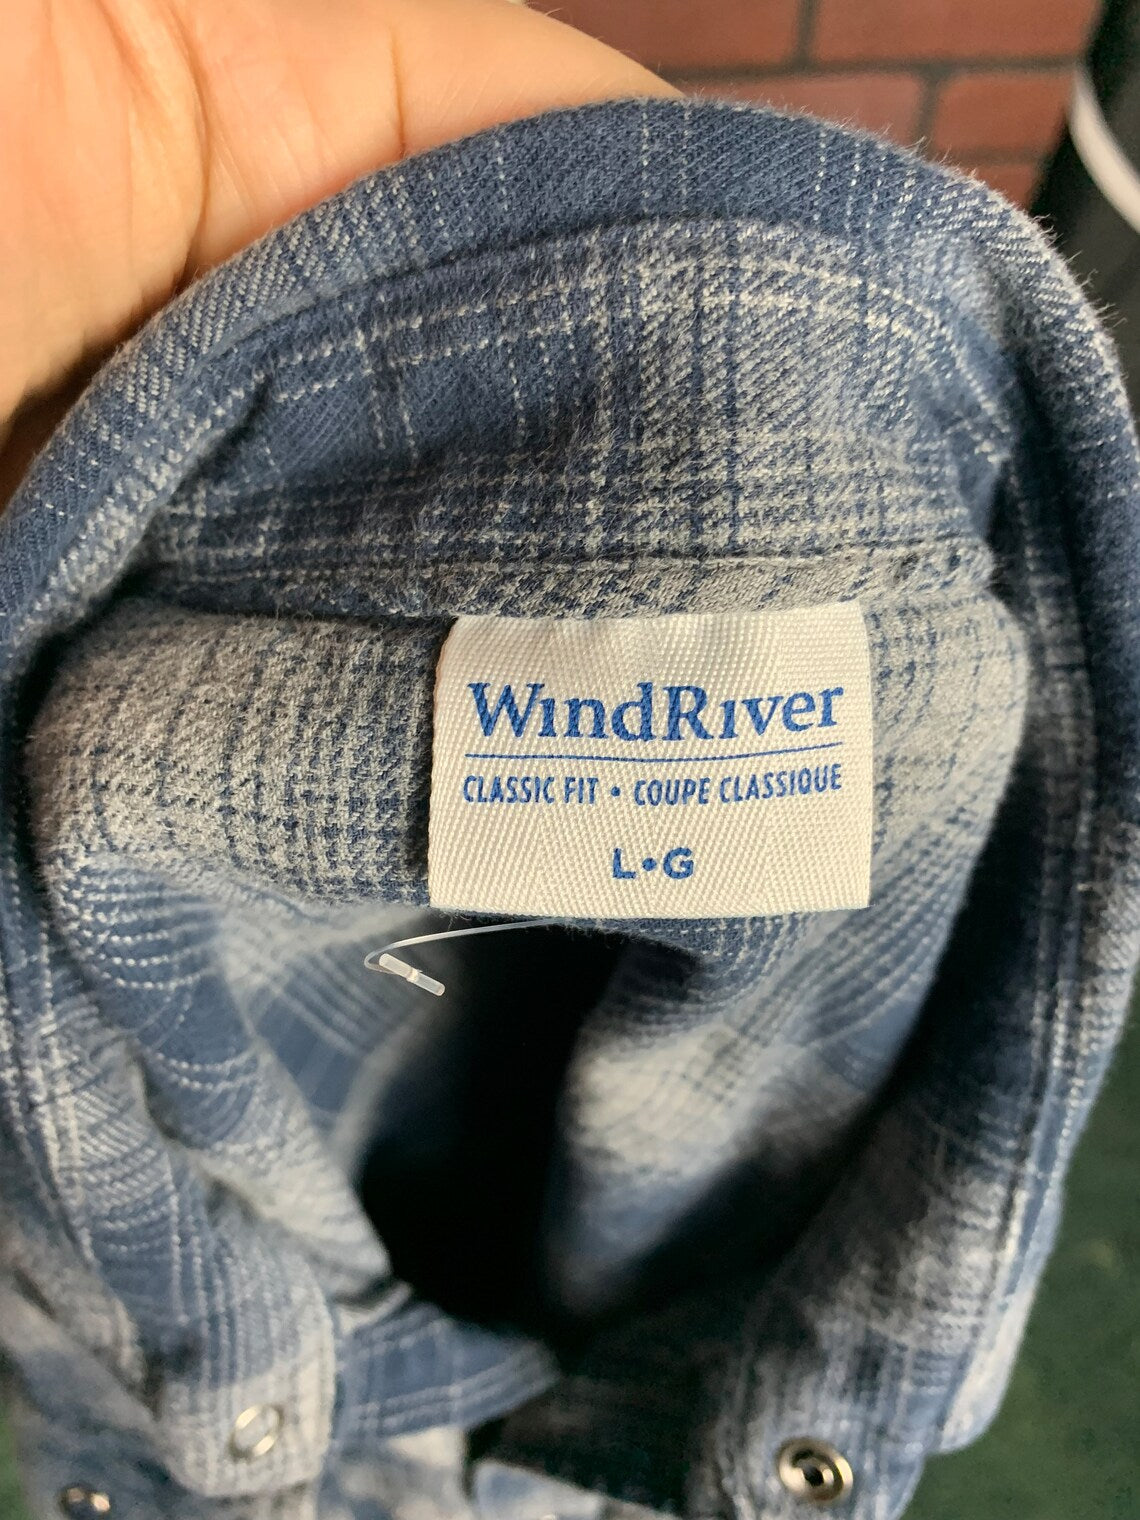 WindRiver
CLASSIC FIT • COUPE CLASSIQUE
L•G